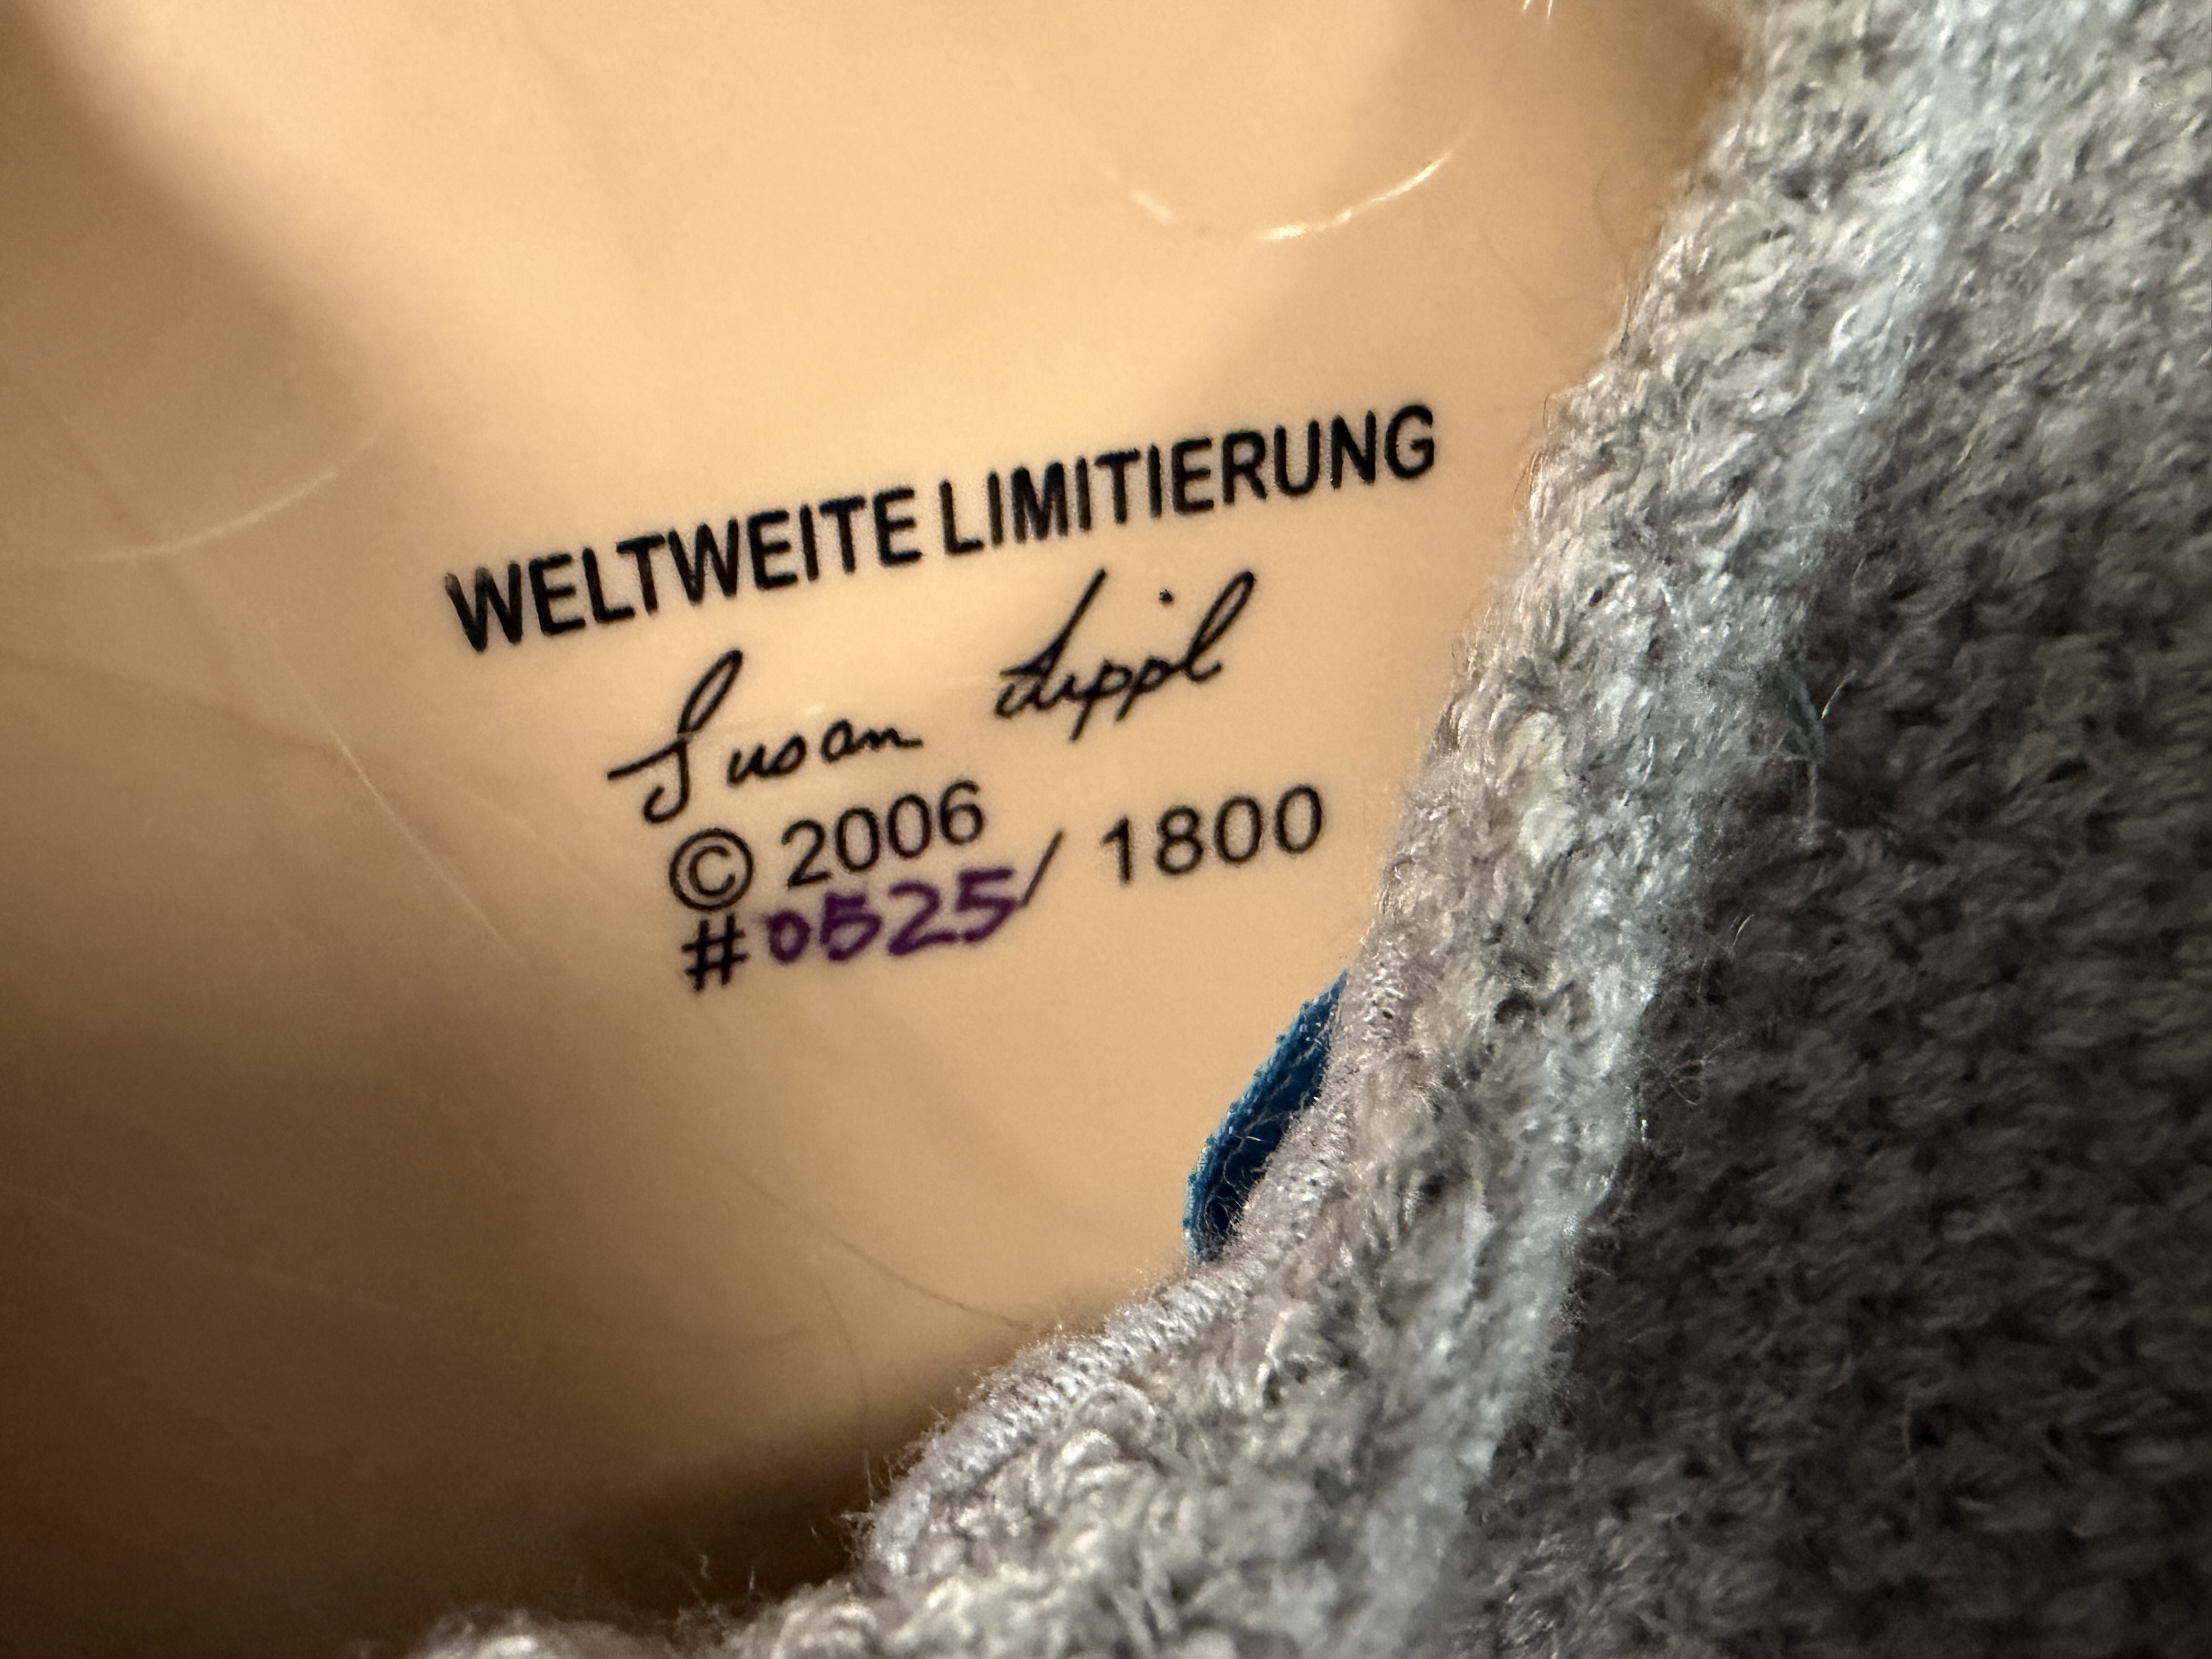 WELTWEITE LIMITIERUNG
Susan Lippl
© 2006
#0525/ 1800